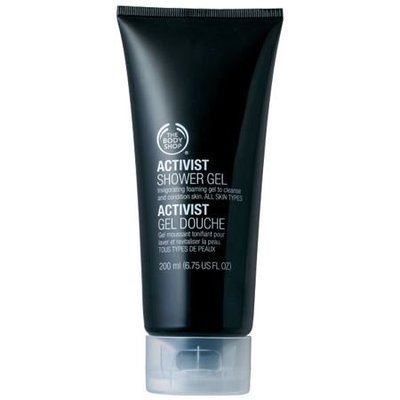 THE
BODY
SHOP
®
ACTIVIST
SHOWER GEL
Invigorating foaming gel to cleanse
and condition skin. ALL SKIN TYPES
ACTIVIST
GEL DOUCHE
Gel moussant tonifiant pour
laver et revitaliser la peau.
TOUS TYPES DE PEAUX
200 ml (6.75 US FL OZ)